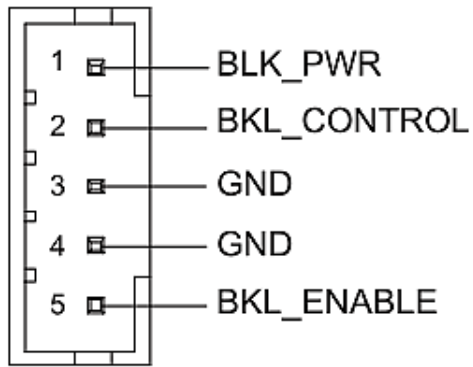 1 BLK_PWR
2 BKL_CONTROL
3 GND
4 GND
5 BKL_ENABLE